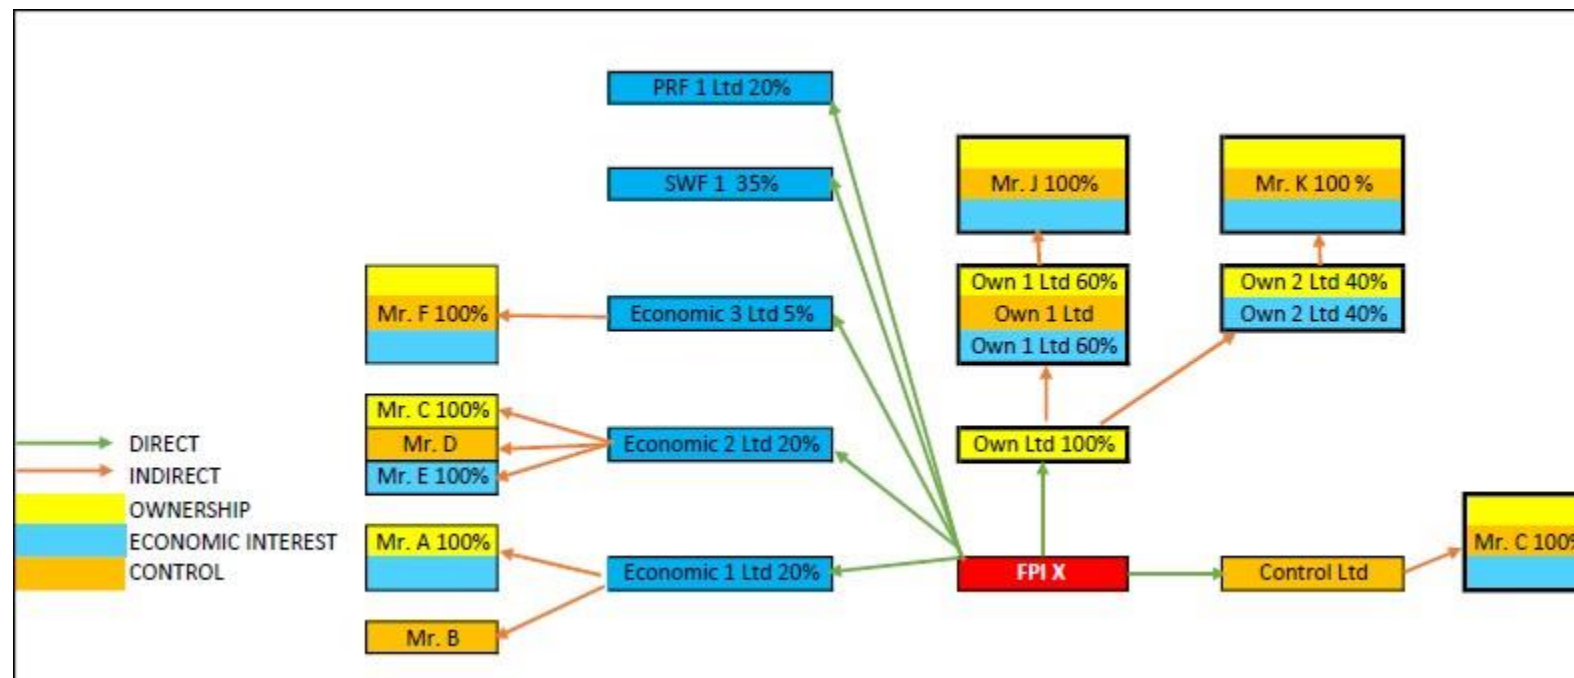 PRF 1 Ltd 20%
SWF 1 35%
Mr. J 100%
Mr. K 100 %
Mr. F 100%
Economic 3 Ltd 5%
Own 1 Ltd 60%
Own 1 Ltd
Own 1 Ltd 60%
Own 2 Ltd 40%
Own 2 Ltd 40%
Mr. C 100%
Mr. D
Mr. E 100%
Economic 2 Ltd 20%
Own Ltd 100%
DIRECT
INDIRECT
OWNERSHIP
ECONOMIC INTEREST
CONTROL
Mr. A 100%
Economic 1 Ltd 20%
FPI X
Control Ltd
Mr. C 100%
Mr. B